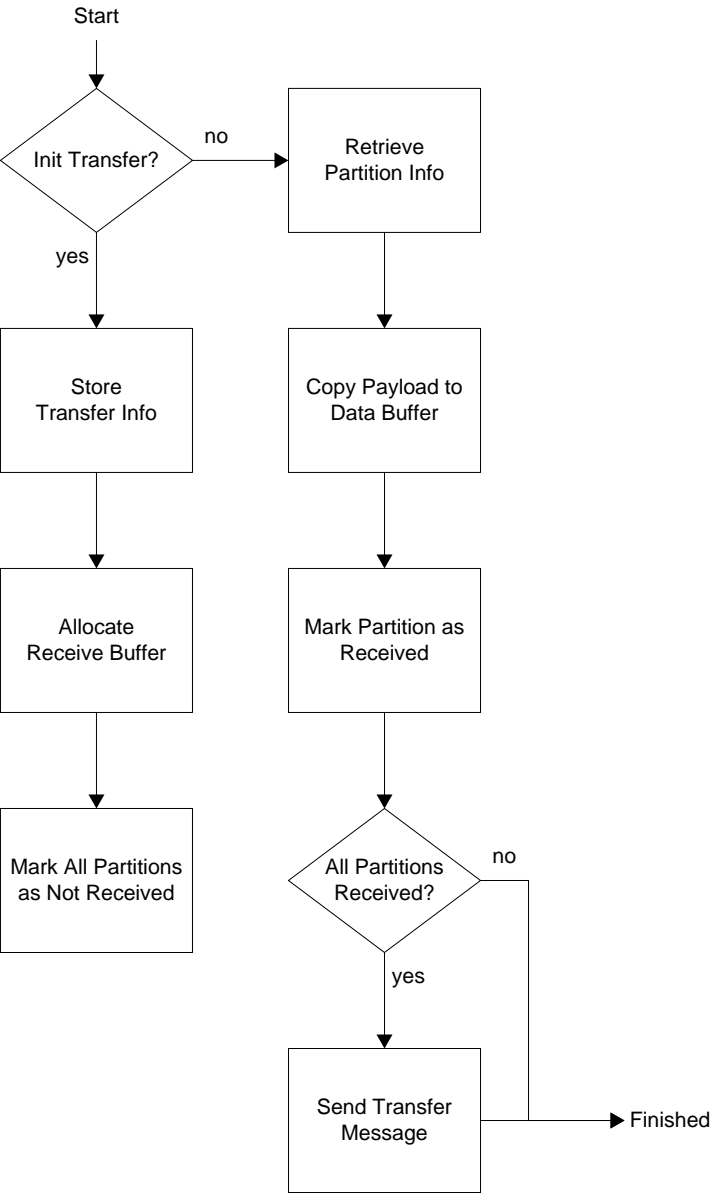 Start
Init Transfer?
no
Retrieve
Partition Info
yes
Store
Transfer Info
Copy Payload to
Data Buffer
Allocate
Receive Buffer
Mark Partition as
Received
Mark All Partitions
as Not Received
All Partitions
Received?
no
yes
Send Transfer
Message
Finished